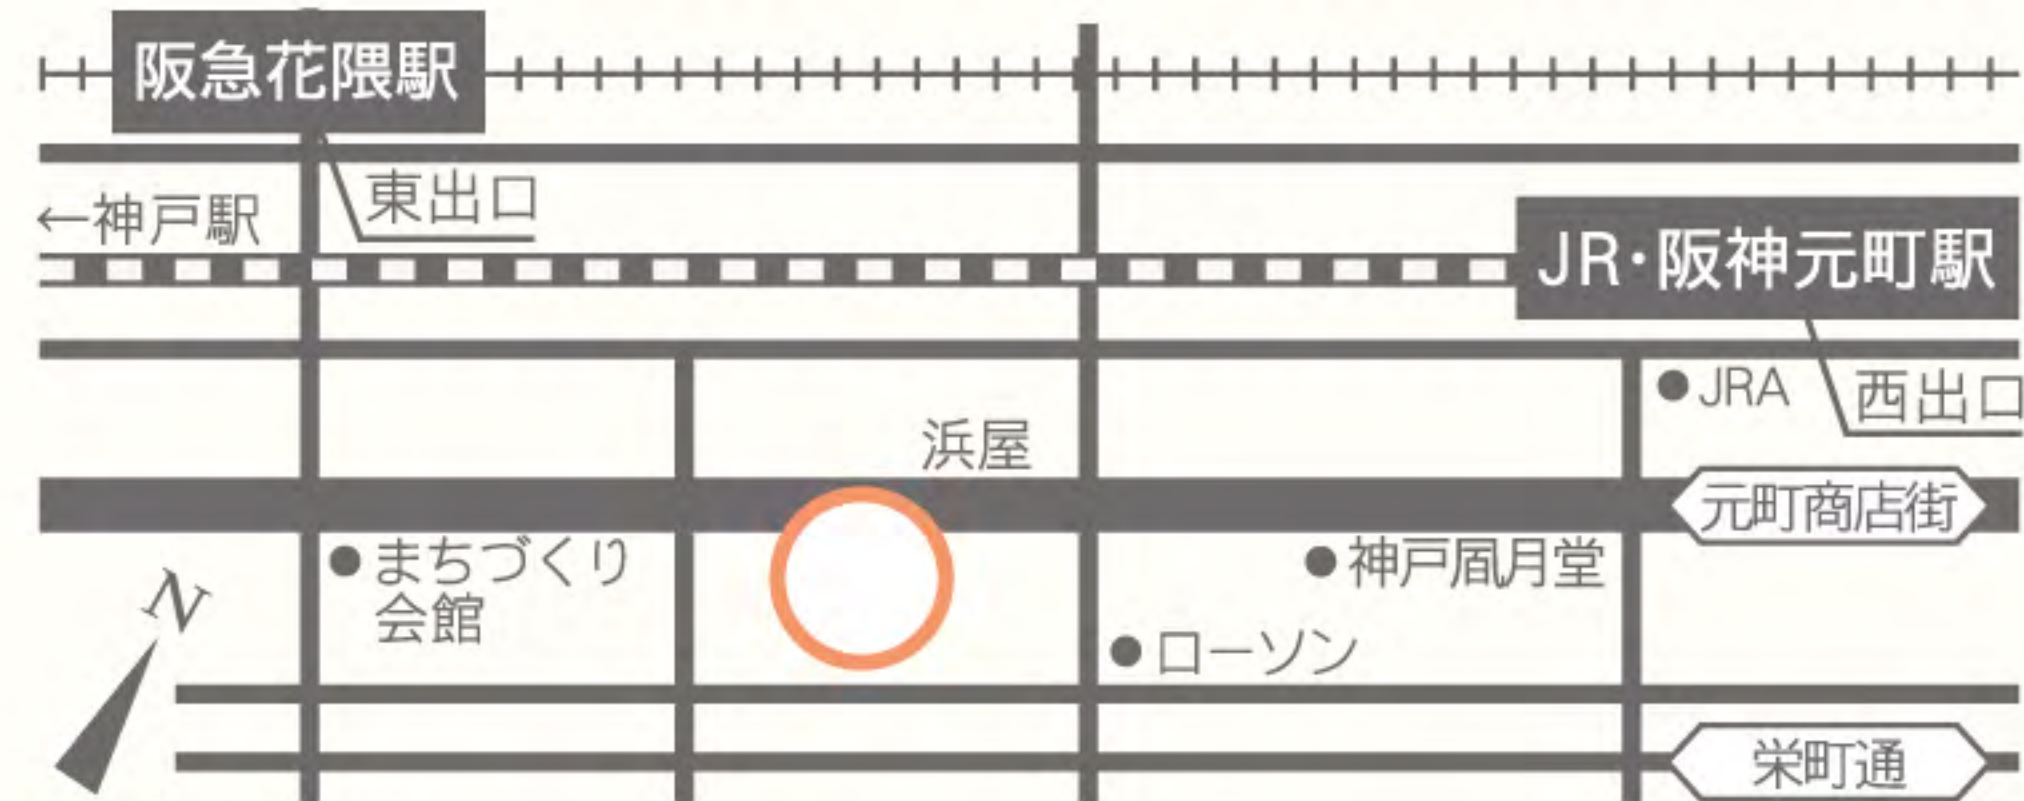 阪急花隈駅
東出口
←神戸駅
JR・阪神元町駅
JRA
西出口
浜屋
元町商店街
まちづくり
会館
神戸凮月堂
N
ローソン
栄町通